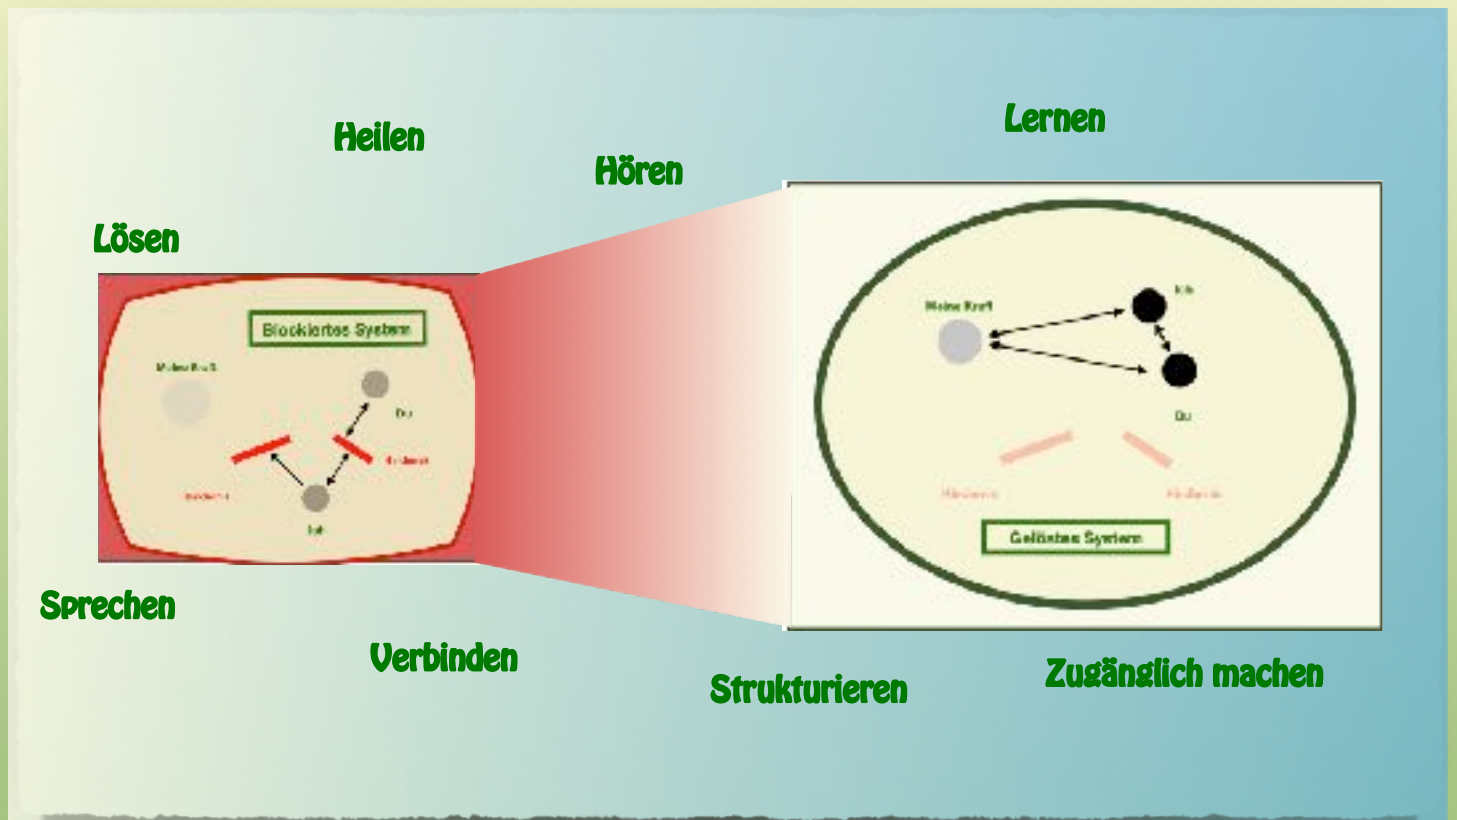 Lernen
Heilen
Hören
Lösen
Blockiertes System
Meine Kraft
Du
Ich
Meine Kraft
Ich
Du
Gelöstes System
Sprechen
Verbinden
Strukturieren
Zugänglich machen